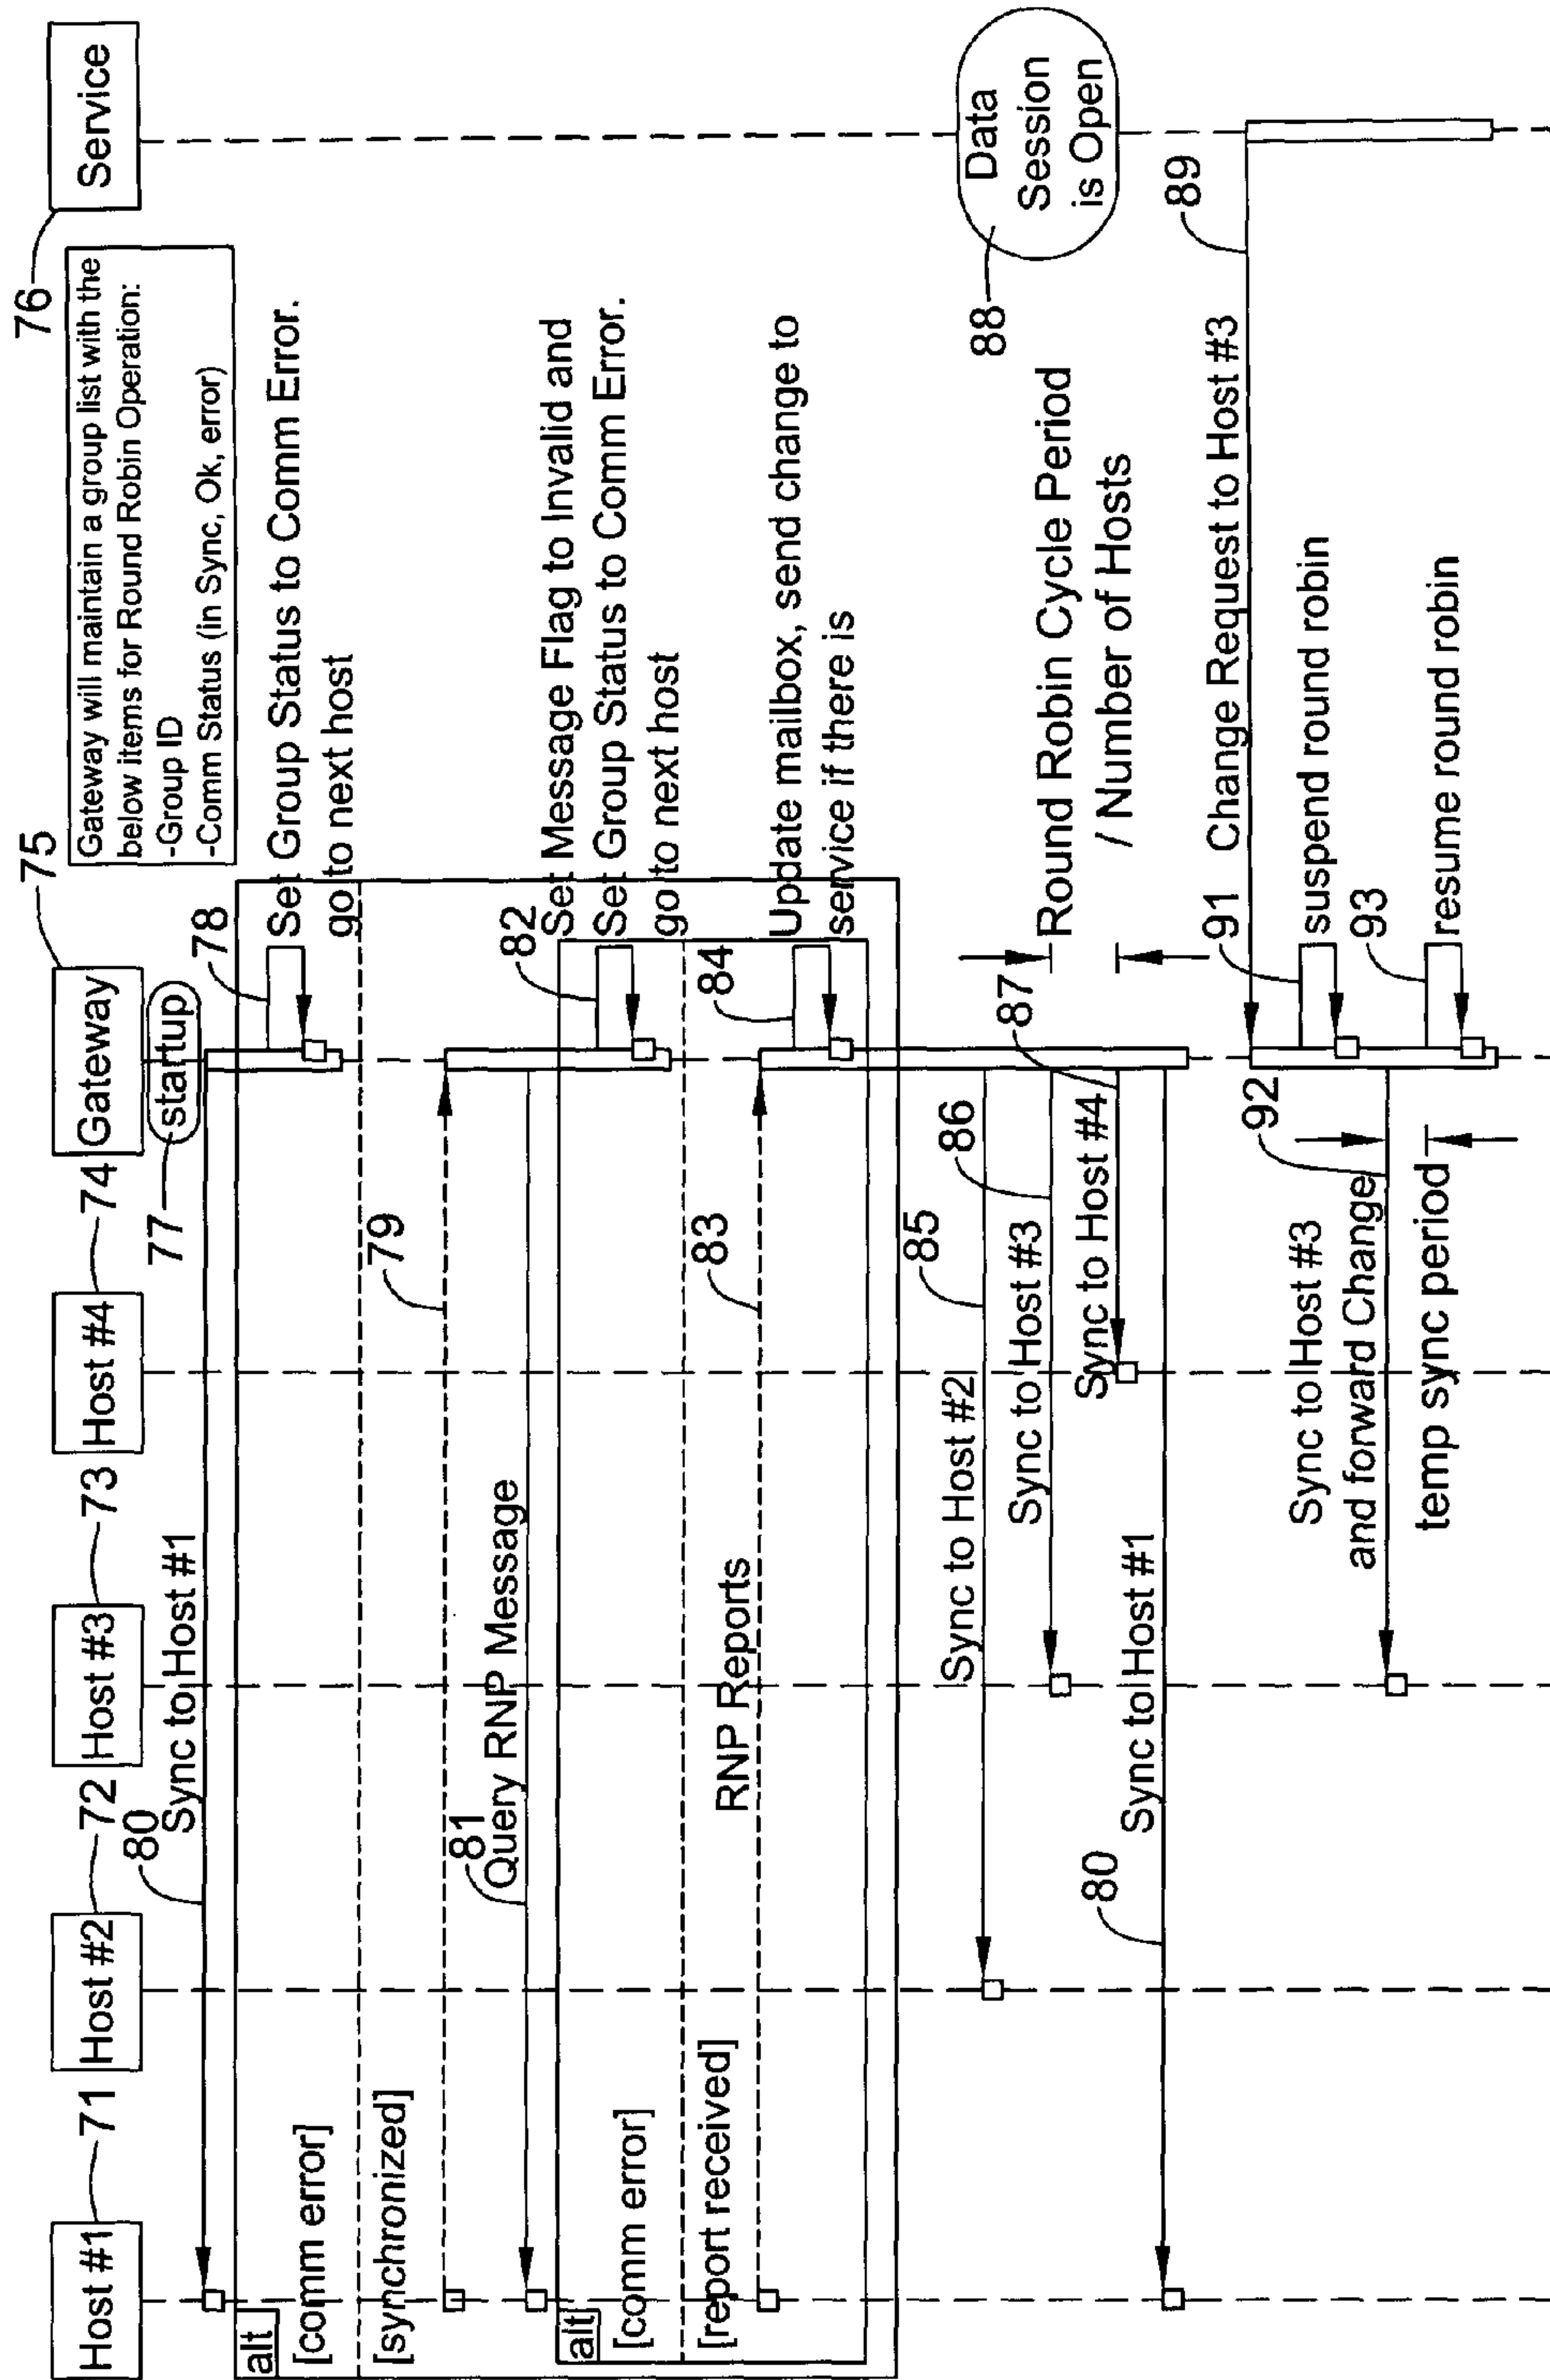 Host #1
71
Host #2
72
Host #3
73
Host #4
74
Gateway
75
76
Service
77
startup
Gateway will maintain a group list with the
below items for Round Robin Operation:
-Group ID
-Comm Status (in Sync, Ok, error)
80
Sync to Host #1
alt
[comm error]
78
Set Group Status to Comm Error.
go to next host
[synchronized]
79
81
Query RNP Message
alt
[comm error]
82
Set Message Flag to Invalid and
Set Group Status to Comm Error.
go to next host
[report received]
RNP Reports
83
84
Update mailbox, send change to
service if there is
Sync to Host #2
85
Sync to Host #3
86
Sync to Host #4
87
Round Robin Cycle Period
/ Number of Hosts
88
Data
Session
is Open
80
Sync to Host #1
Change Request to Host #3
89
91
suspend round robin
Sync to Host #3
and forward Change
92
temp sync period
93
resume round robin